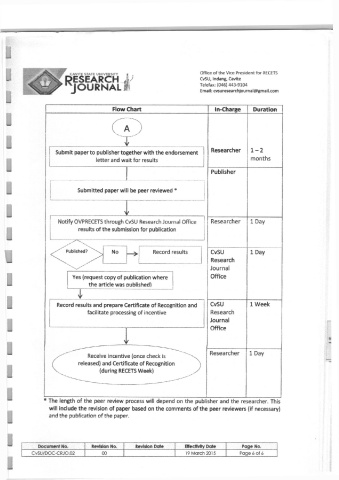 CAVITE STATE UNIVERSITY
RESEARCH
JOURNAL
Office of the Vice President for RECETS
CvSU, Indang, Cavite
Telefax: (046) 443-9104
Email: cvsuresearchjournal@gmail.com
Flow Chart In-Charge Duration
A
Submit paper to publisher together with the endorsement
letter and wait for results
Researcher 1 – 2
months
Publisher
Submitted paper will be peer reviewed *
Notify OVPRECETS through CvSU Research Journal Office
results of the submission for publication
Researcher 1 Day
Published? No Record results
CvSU 1 Day
Research
Journal
Office
Yes (request copy of publication where
the article was published)
Record results and prepare Certificate of Recognition and
facilitate processing of incentive
CvSU 1 Week
Research
Journal
Office
Receive Incentive (once check is
released) and Certificate of Recognition
(during RECETS Week)
Researcher 1 Day
* The length of the peer review process will depend on the publisher and the researcher. This
will include the revision of paper based on the comments of the peer reviewers (if necessary)
and the publication of the paper.
Document No. Revision No. Revision Date Effectivity Date Page No.
CvSU/DOC-CRJO-02 00 19 March 2015 Page 6 of 6